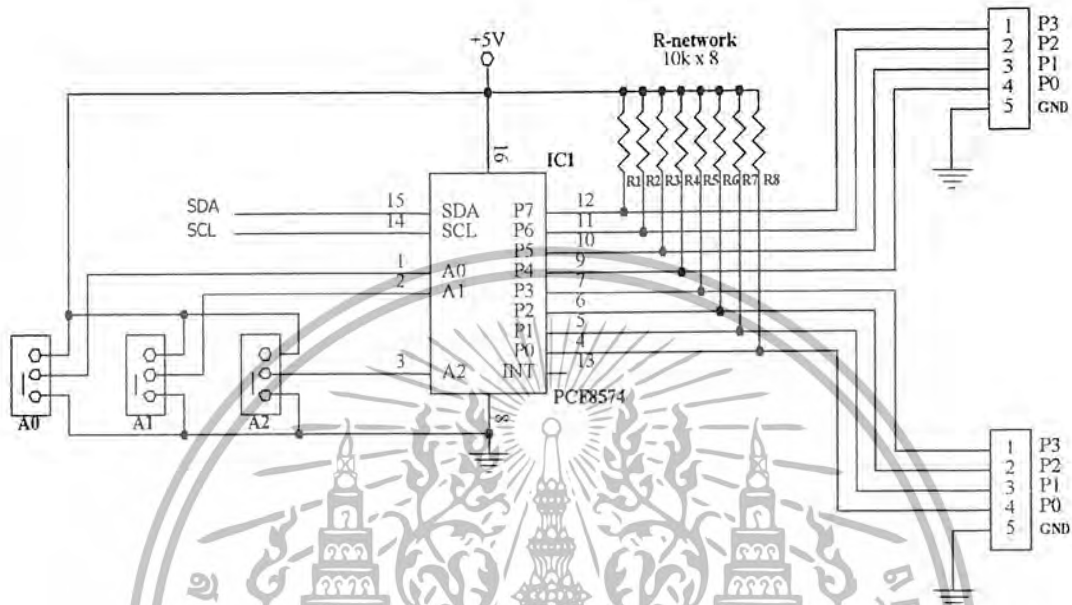 +5V
R-network
10k x 8
1 P3
2 P2
3 P1
4 P0
5 GND
16
IC1
R1 R2 R3 R4 R5 R6 R7 R8
SDA 15 SDA P7 12
SCL 14 SCL P6 11
P5 10
1 A0 P4 9
2 A1 P3 7
P2 6
P1 5
P0 4
3 A2 INT 13
PCF8574
8
A0 A1 A2
1 P3
2 P2
3 P1
4 P0
5 GND